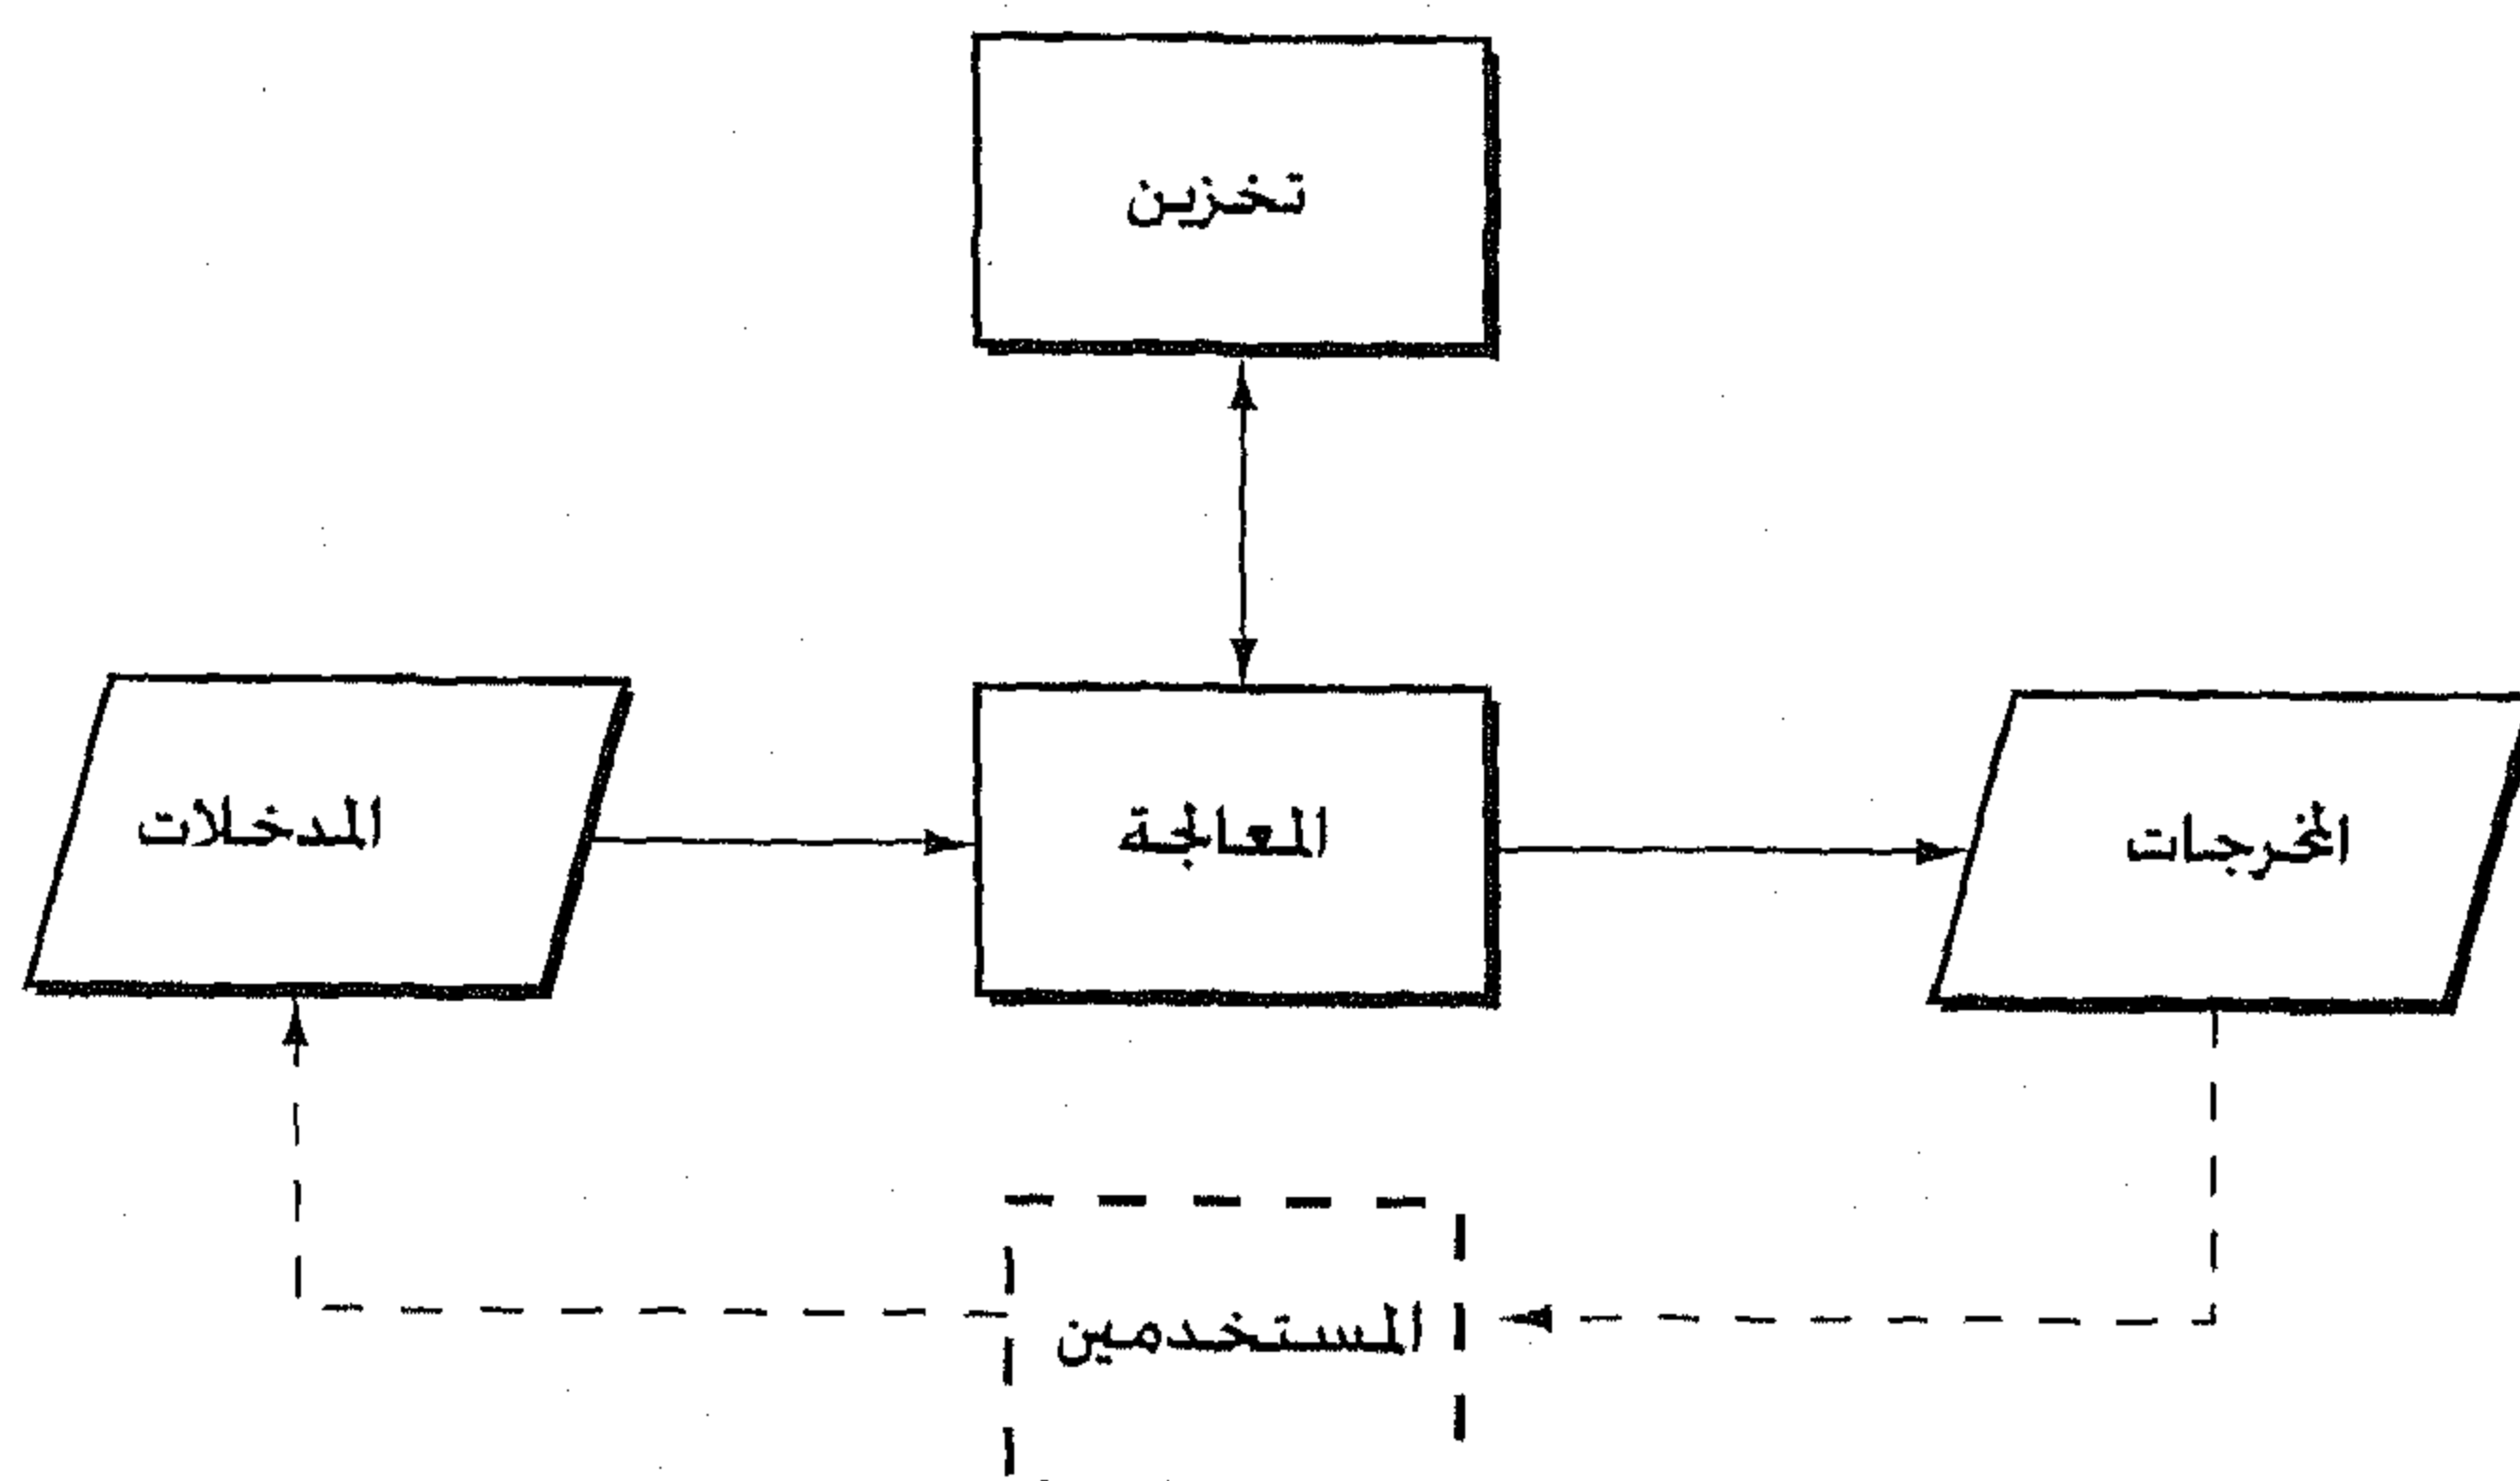 تخزين
المدخلات
المعالجة
المخرجات
المستخدمين